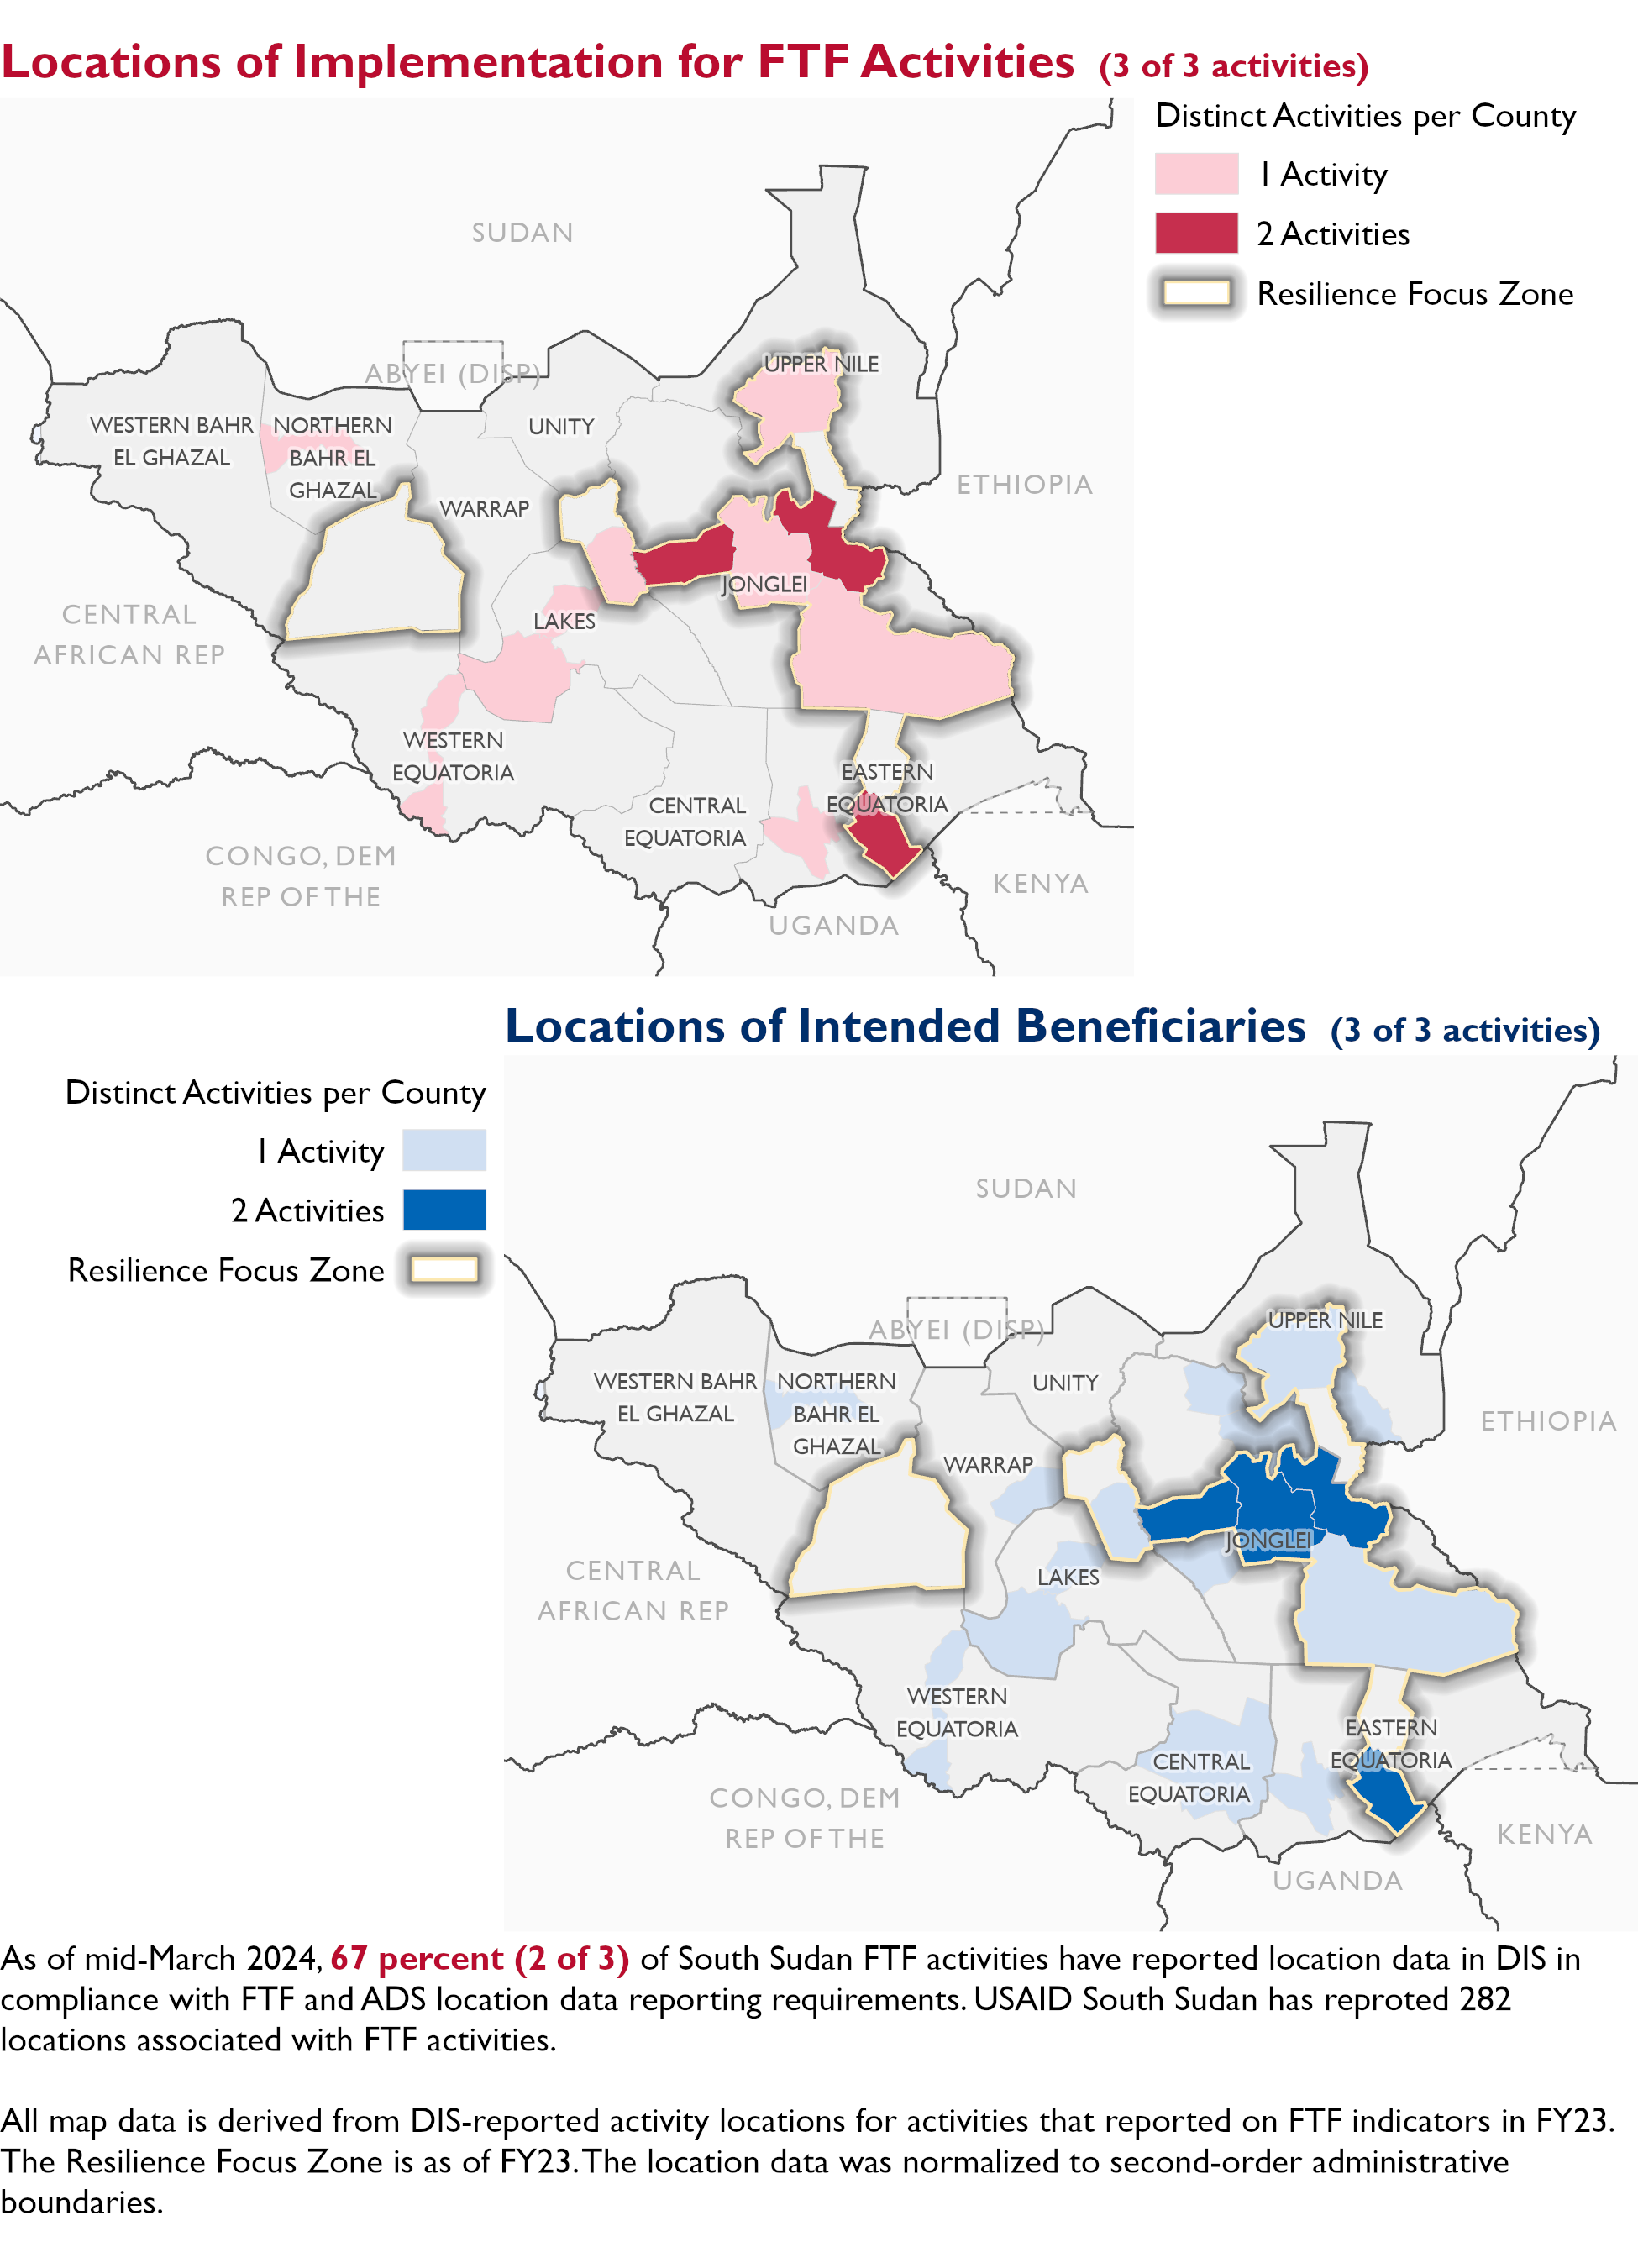 Locations of Implementation for FTF Activities (3 of 3 activities)
Distinct Activities per County
1 Activity
2 Activities
Resilience Focus Zone
SUDAN
UPPER NILE
ABYEI (DISP)
WESTERN BAHR
EL GHAZAL
NORTHERN
BAHR EL
GHAZAL
UNITY
WARRAP
ETHIOPIA
JONGLEI
LAKES
CENTRAL
AFRICAN REP
WESTERN
EQUATORIA
EASTERN
EQUATORIA
CENTRAL
EQUATORIA
CONGO, DEM
REP OF THE
KENYA
UGANDA
Locations of Intended Beneficiaries (3 of 3 activities)
Distinct Activities per County
1 Activity
2 Activities
Resilience Focus Zone
SUDAN
UPPER NILE
ABYEI (DISP)
WESTERN BAHR
EL GHAZAL
NORTHERN
BAHR EL
GHAZAL
UNITY
WARRAP
ETHIOPIA
JONGLEI
LAKES
CENTRAL
AFRICAN REP
WESTERN
EQUATORIA
EASTERN
EQUATORIA
CENTRAL
EQUATORIA
CONGO, DEM
REP OF THE
KENYA
UGANDA
As of mid-March 2024, 67 percent (2 of 3) of South Sudan FTF activities have reported location data in DIS in
compliance with FTF and ADS location data reporting requirements. USAID South Sudan has reproted 282
locations associated with FTF activities.
All map data is derived from DIS-reported activity locations for activities that reported on FTF indicators in FY23.
The Resilience Focus Zone is as of FY23. The location data was normalized to second-order administrative
boundaries.